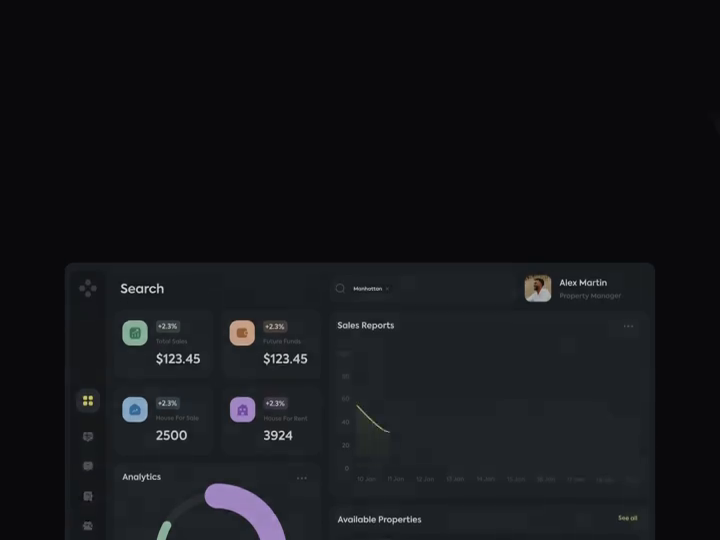 Search
Manhattan
Alex Martin
Property Manager
+2.3%
Total Sales
$123.45
+2.3%
Future Funds
$123.45
+2.3%
House For Sale
2500
+2.3%
House For Rent
3924
Sales Reports
100
80
60
40
20
0
10 Jan 11 Jan 12 Jan 13 Jan 14 Jan 15 Jan 16 Jan 17 Jan
Analytics
Available Properties
See all